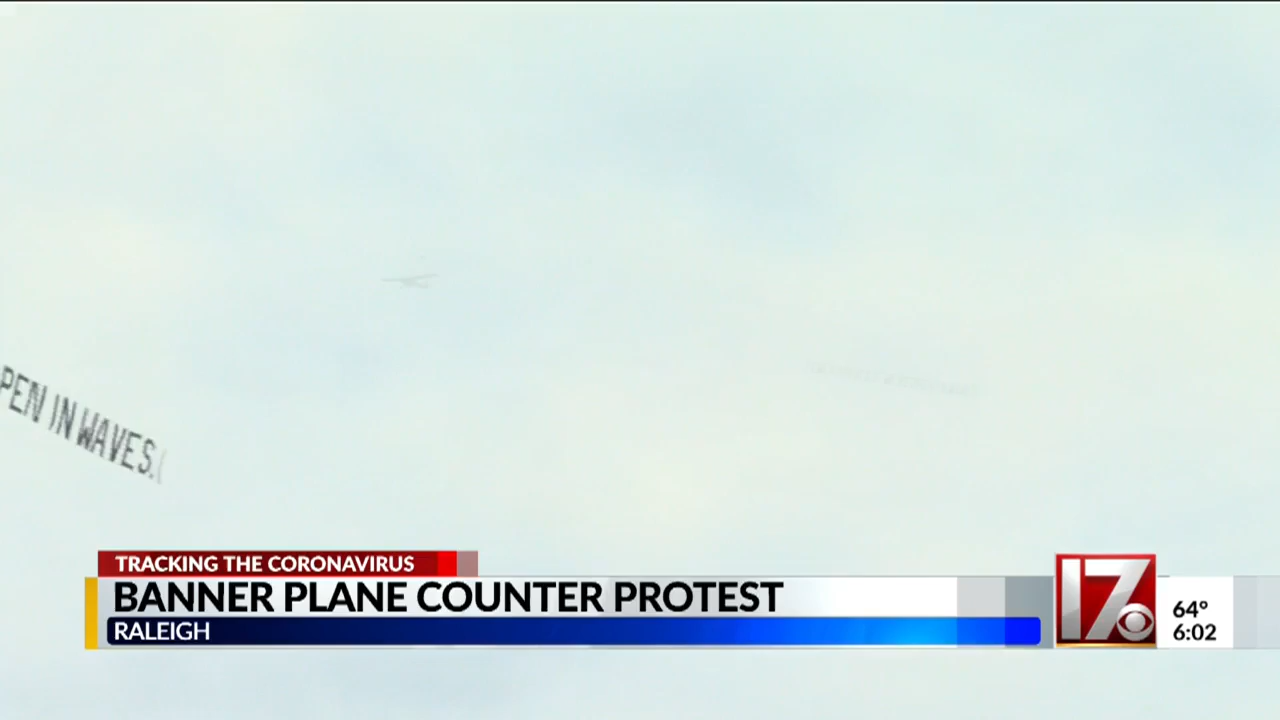 PEN IN WAVES.
TRACKING THE CORONAVIRUS
BANNER PLANE COUNTER PROTEST
RALEIGH
17
64°
6:02